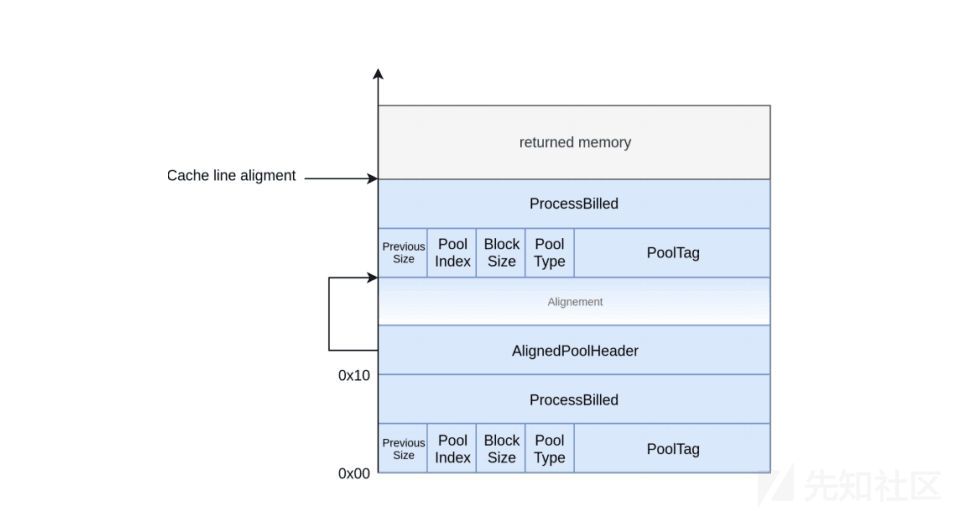 returned memory
Cache line aligment
ProcessBilled
Previous Size
Pool Index
Block Size
Pool Type
PoolTag
Alignement
AlignedPoolHeader
0x10
ProcessBilled
Previous Size
Pool Index
Block Size
Pool Type
PoolTag
0x00
先知社区